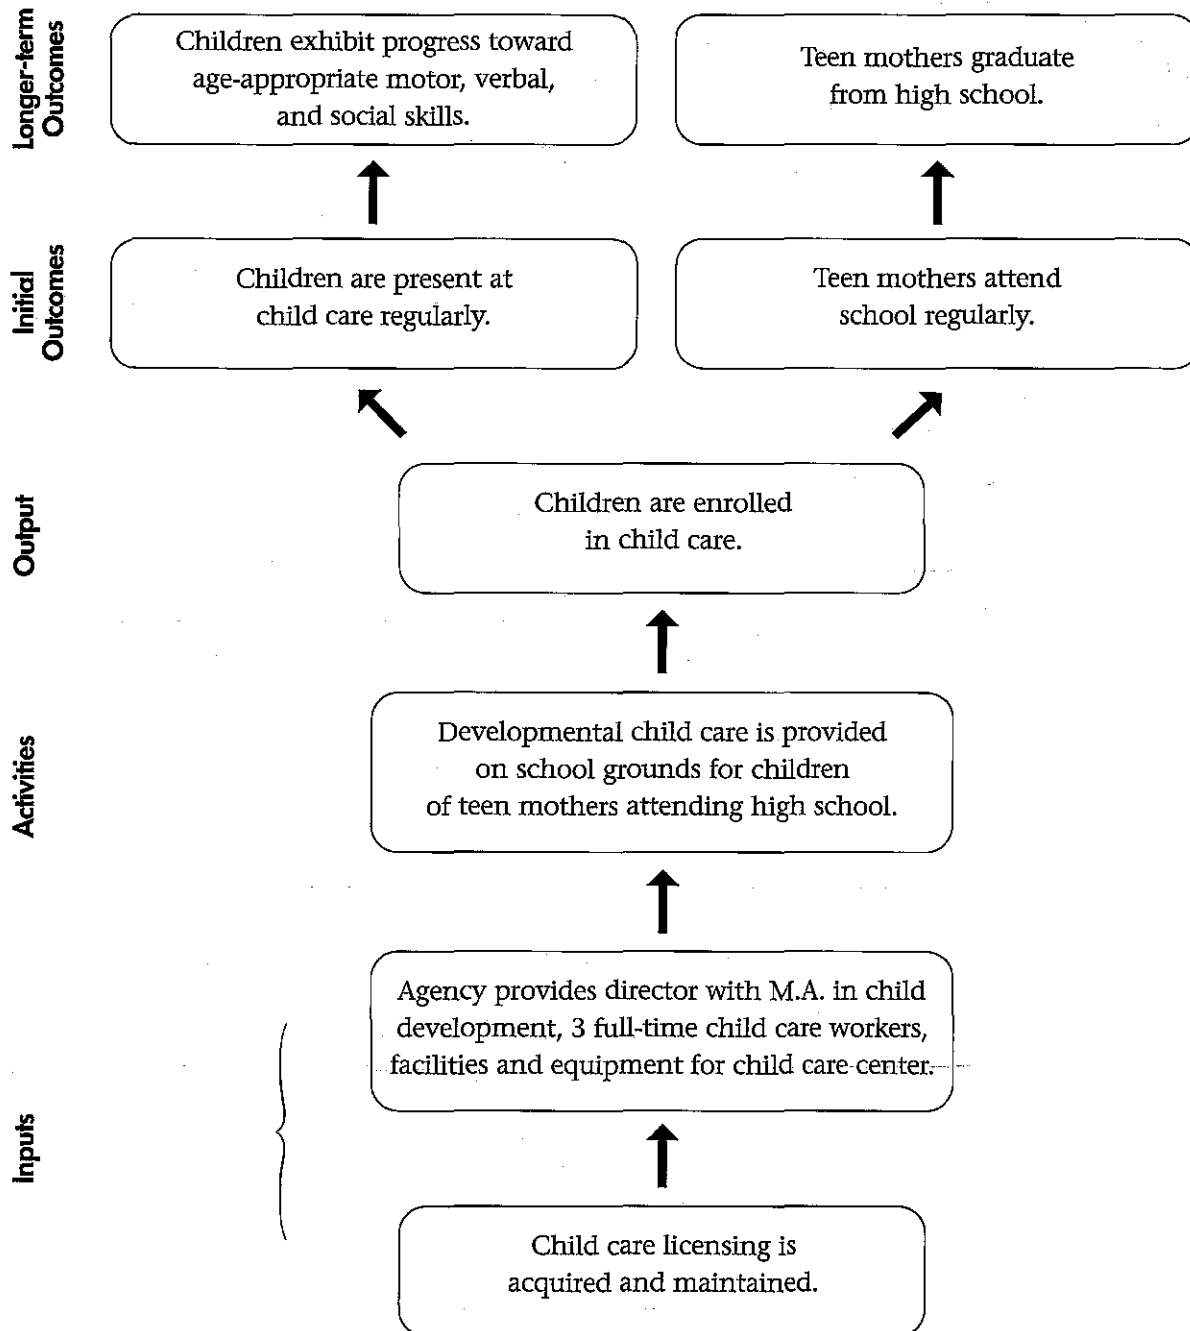 Longer-term
Outcomes
Children exhibit progress toward
age-appropriate motor, verbal,
and social skills.
Teen mothers graduate
from high school.
Initial
Outcomes
Children are present at
child care regularly.
Teen mothers attend
school regularly.
Output
Children are enrolled
in child care.
Activities
Developmental child care is provided
on school grounds for children
of teen mothers attending high school.
Inputs
Agency provides director with M.A. in child
development, 3 full-time child care workers,
facilities and equipment for child care center.
Child care licensing is
acquired and maintained.